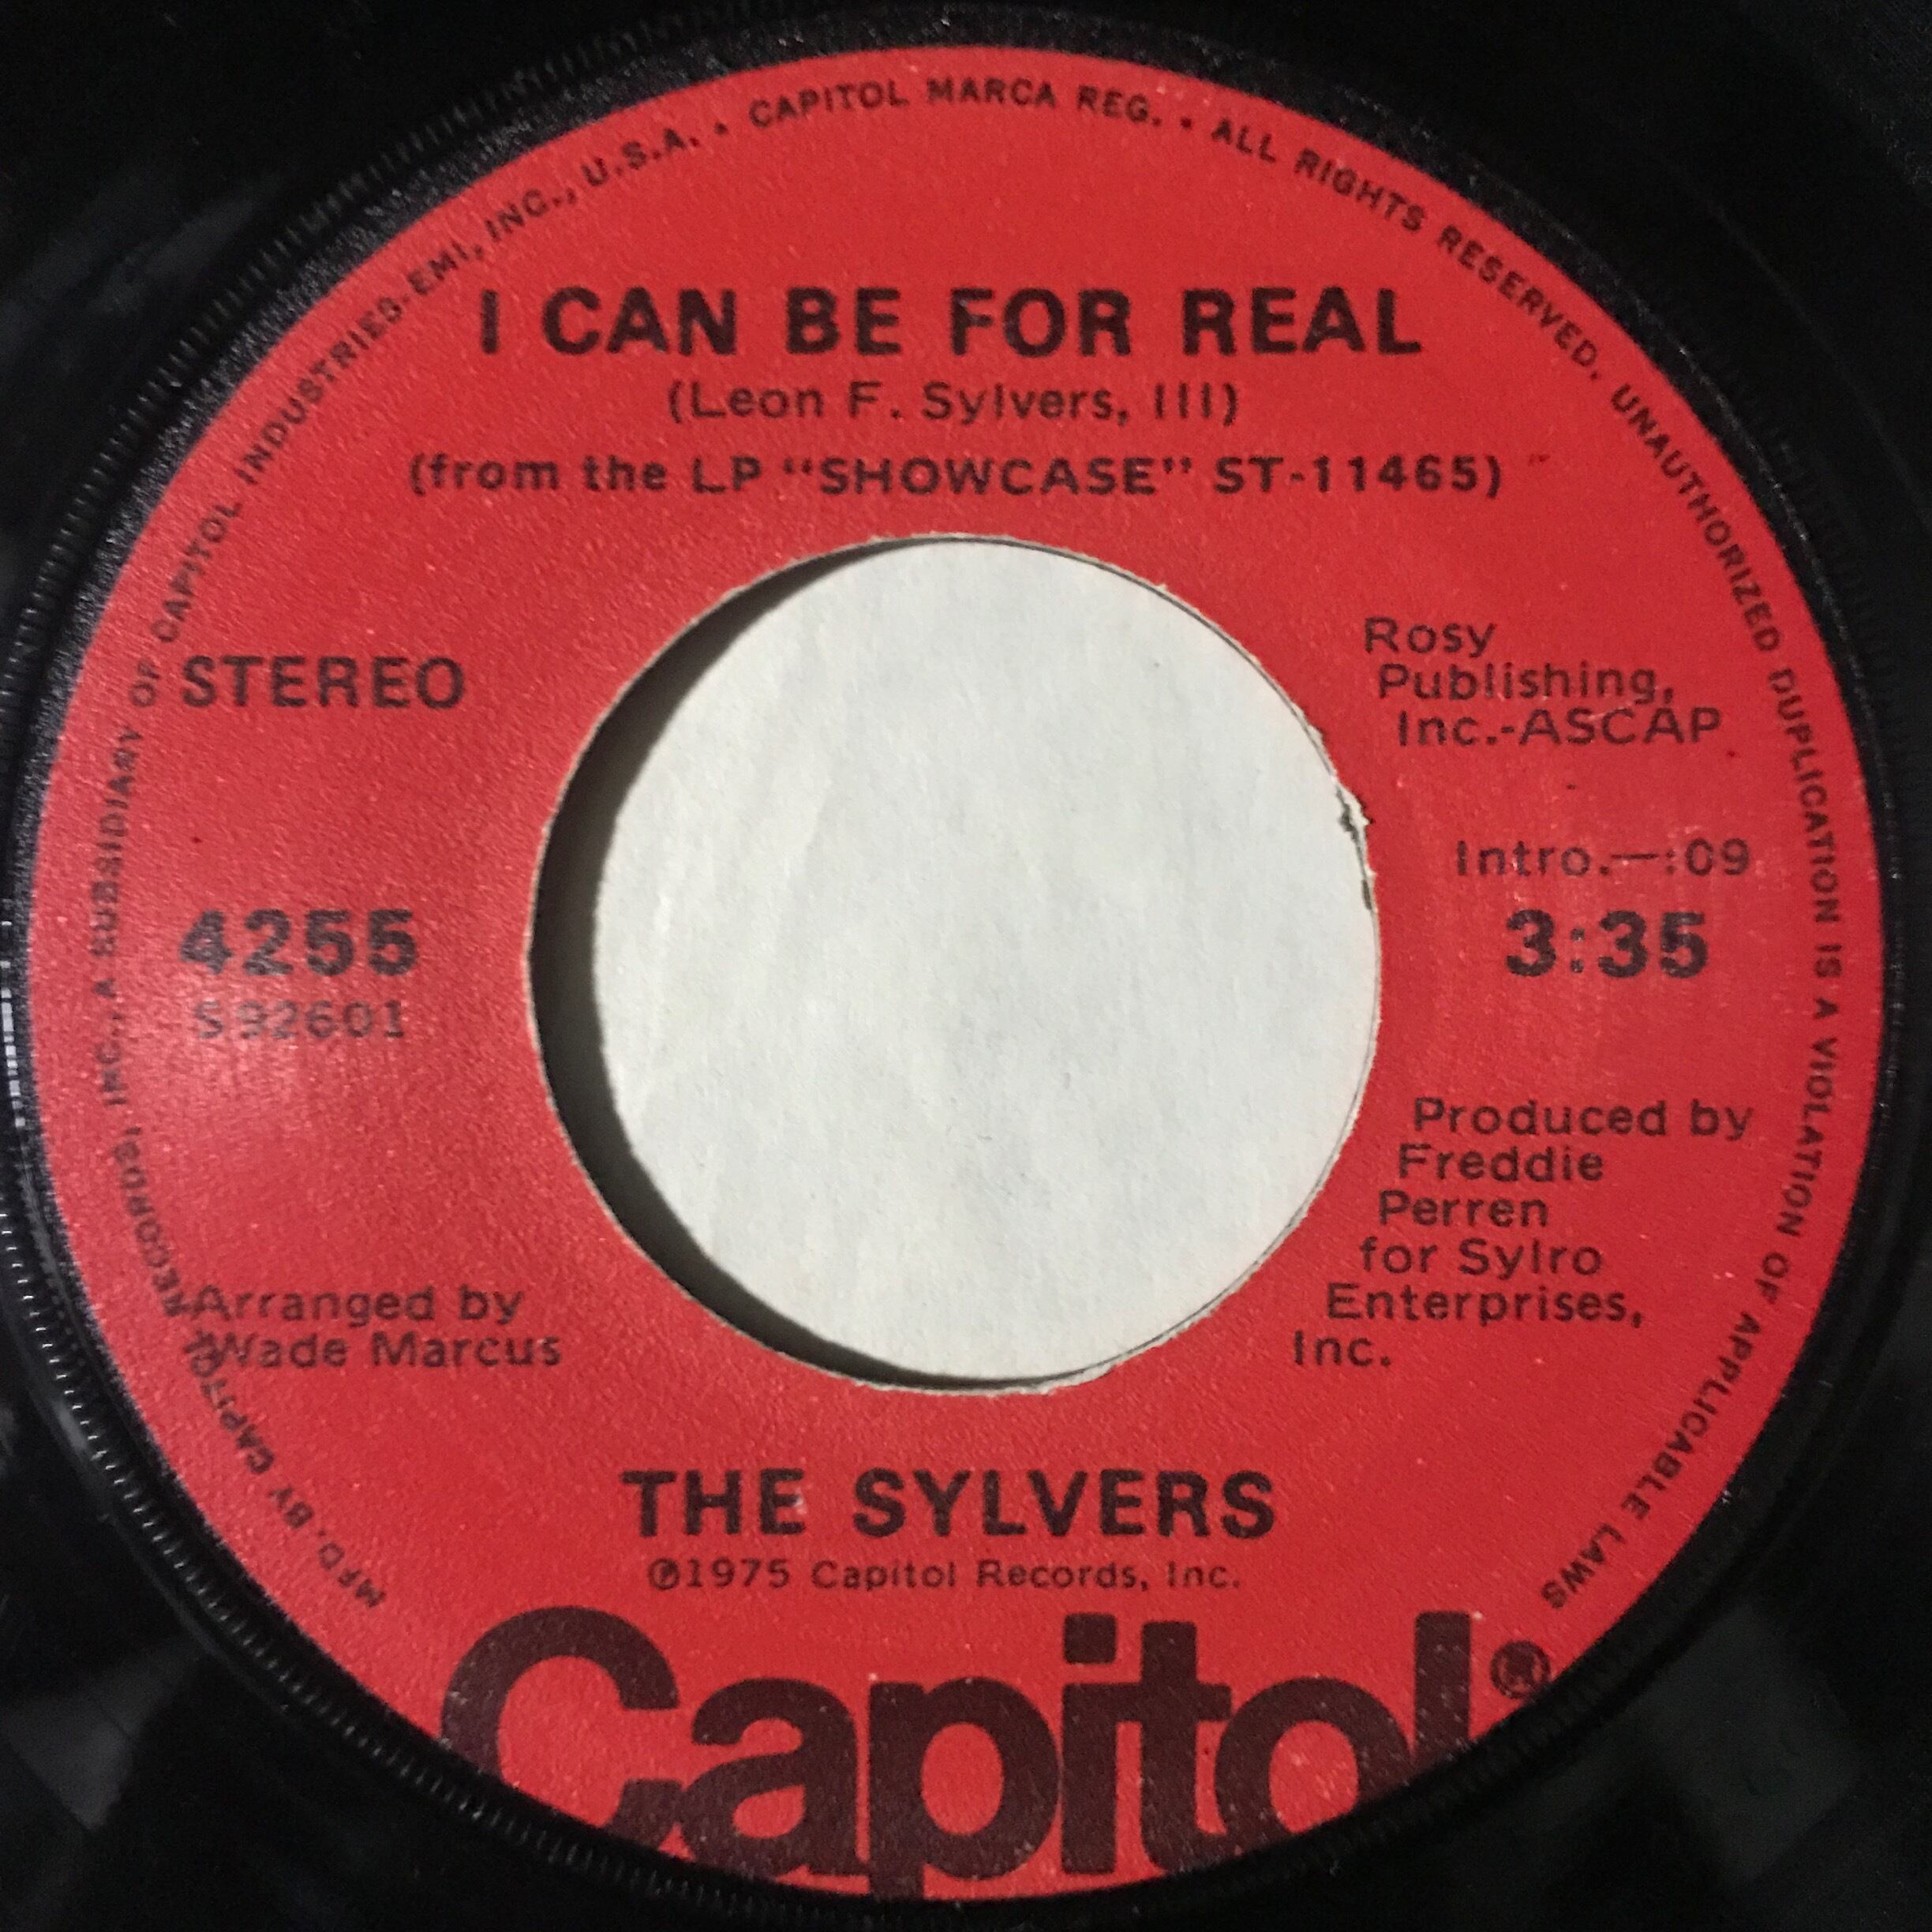 MFD. BY CAPITOL RECORDS, INC., A SUBSIDIARY OF CAPITOL INDUSTRIES-EMI, INC., U.S.A. • CAPITOL MARCA REG. • ALL RIGHTS RESERVED. UNAUTHORIZED DUPLICATION IS A VIOLATION OF APPLICABLE LAWS
I CAN BE FOR REAL
(Leon F. Sylvers, III)
(from the LP "SHOWCASE" ST-11465)
STEREO
Rosy
Publishing,
Inc.-ASCAP
Intro.—:09
4255
3:35
S92601
Produced by
Freddie
Perren
for Sylro
Enterprises,
Inc.
Arranged by
Wade Marcus
THE SYLVERS
℗1975 Capitol Records, Inc.
Capitol®